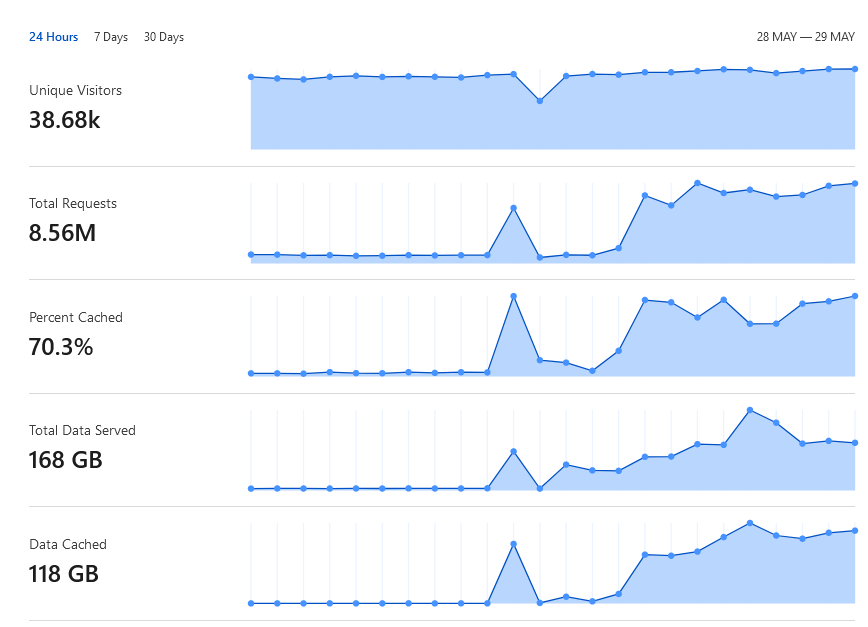 24 Hours 7 Days 30 Days 28 MAY — 29 MAY
Unique Visitors
38.68k
Total Requests
8.56M
Percent Cached
70.3%
Total Data Served
168 GB
Data Cached
118 GB